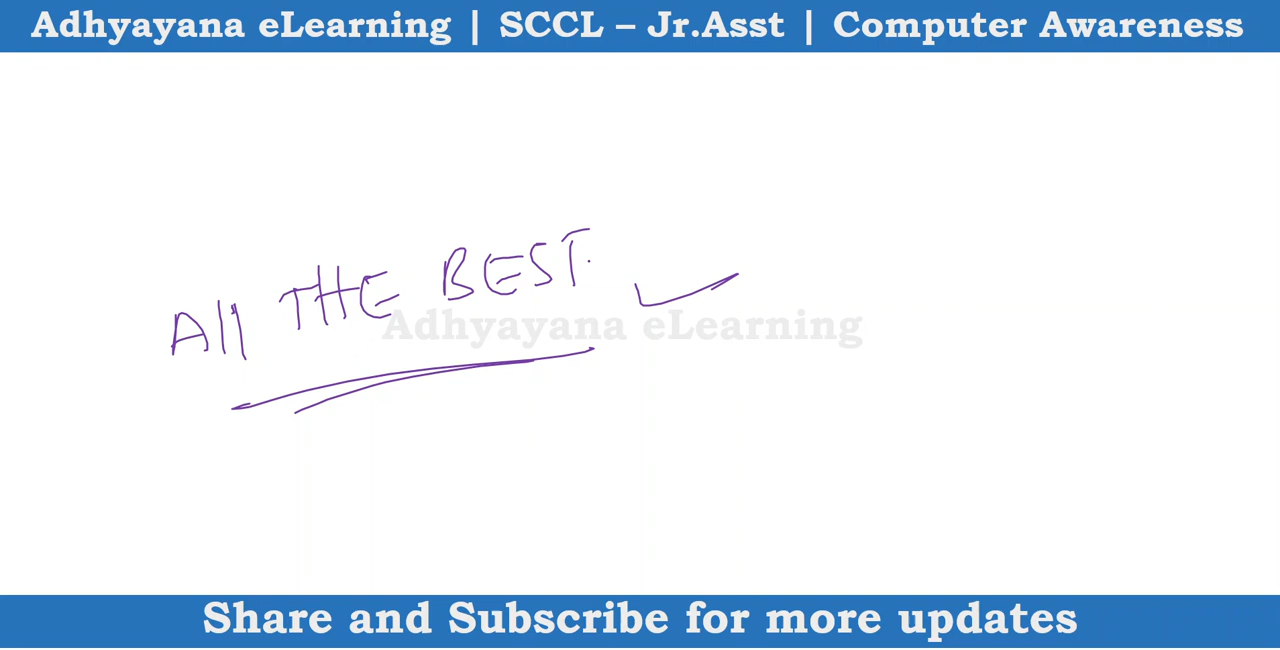 Adhyayana eLearning | SCCL – Jr.Asst | Computer Awareness
All THE BEST
Adhyayana eLearning
Share and Subscribe for more updates